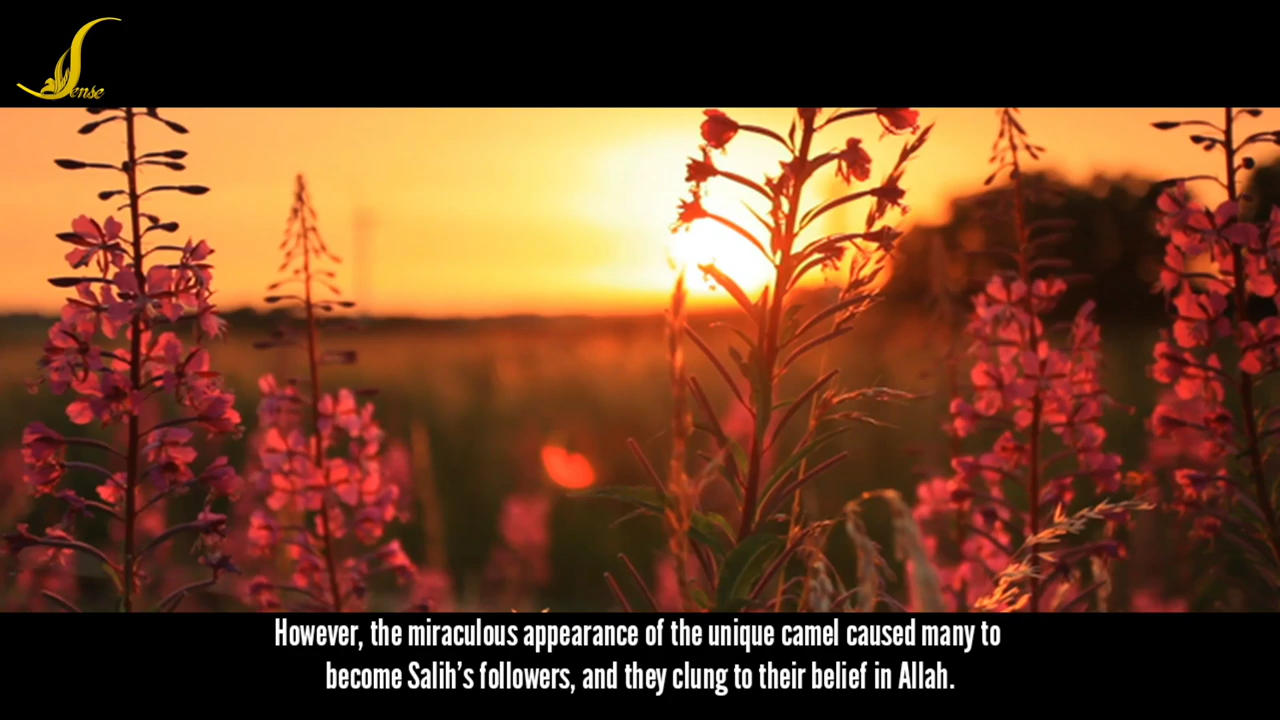 Sense
However, the miraculous appearance of the unique camel caused many to
become Salih's followers, and they clung to their belief in Allah.